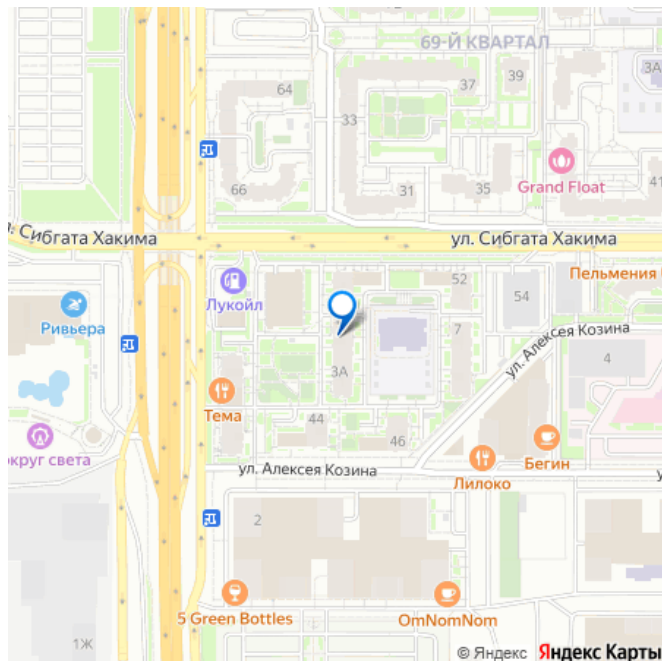 69-Й КВАРТАЛ
3А
39
37
64
33
Grand Float
66
31
35
41
Сибгата Хакима
ул. Сибгата Хакима
Пельмения
52
54
Лукойл
Ривьера
7
ул. Алексея Козина
4
3А
Тема
44
46
Бегин
округ света
ул. Алексея Козина
Лилоко
2
5 Green Bottles
OmNomNom
1Ж
© Яндекс Яндекс Карты